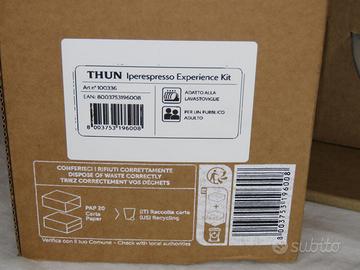 THUN Iperespresso Experience Kit
Art n° 100336
EAN: 8003753196008
8 003753 196008
ADATTO ALLA
LAVASTOVIGLIE
PER UN PUBBLICO
ADULTO
CONFERISCI I RIFIUTI CORRETTAMENTE
DISPOSE OF WASTE CORRECTLY
TRIEZ CORRECTEMENT VOS DÉCHETS
PAP 20
Carta
Paper
(IT) Raccolta carta
(US) Recycling
Verifica con il tuo Comune - Check with local authorities
8 003753 196008
subito